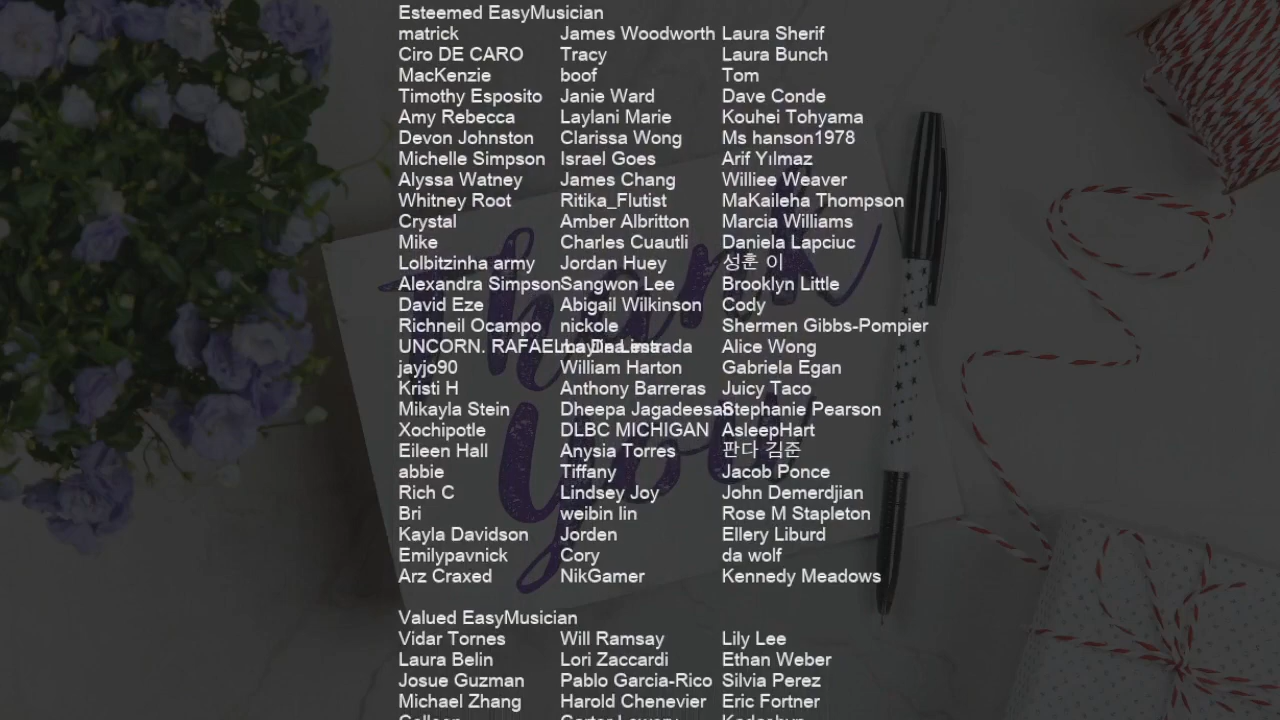 Esteemed EasyMusician
matrick James Woodworth Laura Sherif
Ciro DE CARO Tracy Laura Bunch
MacKenzie boof Tom
Timothy Esposito Janie Ward Dave Conde
Amy Rebecca Laylani Marie Kouhei Tohyama
Devon Johnston Clarissa Wong Ms hanson1978
Michelle Simpson Israel Goes Arif Yılmaz
Alyssa Watney James Chang Williee Weaver
Whitney Root Ritika_Flutist MaKaileha Thompson
Crystal Amber Albritton Marcia Williams
Mike Charles Cuautli Daniela Lapciuc
Lolbitzinha army Jordan Huey 성훈 이
Alexandra Simpson Sangwon Lee Brooklyn Little
David Eze Abigail Wilkinson Cody
Richneil Ocampo nickole Shermen Gibbs-Pompier
UNCORN. Alice Wong
jayjo90 William Harton Gabriela Egan
Kristi H Anthony Barreras Juicy Taco
Mikayla Stein Dheepa Stephanie Pearson
Xochipotle DLBC MICHIGAN AsleepHart
Eileen Hall Anysia Torres 판다 김준
abbie Tiffany Jacob Ponce
Rich C Lindsey Joy John Demerdjian
Bri weibin lin Rose M Stapleton
Kayla Davidson Jorden Ellery Liburd
Emilypavnick Cory da wolf
Arz Craxed NikGamer Kennedy Meadows
Valued EasyMusician
Vidar Tornes Will Ramsay Lily Lee
Laura Belin Lori Zaccardi Ethan Weber
Josue Guzman Pablo Garcia-Rico Silvia Perez
Michael Zhang Harold Chenevier Eric Fortner
Thank
You